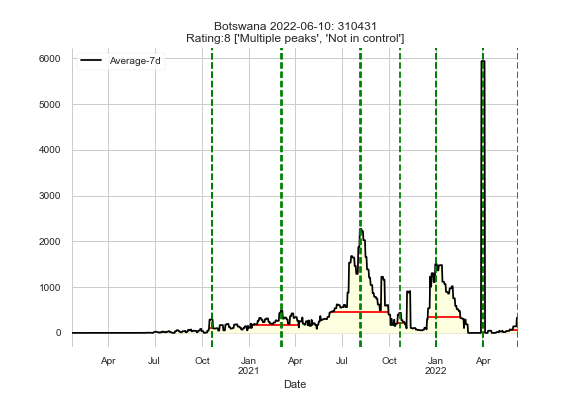 Botswana 2022-06-10: 310431
Rating:8 ['Multiple peaks', 'Not in control']
Average-7d
6000
5000
4000
3000
2000
1000
0
Apr Jul Oct Jan Apr Jul Oct Jan Apr
2021 2022
Date